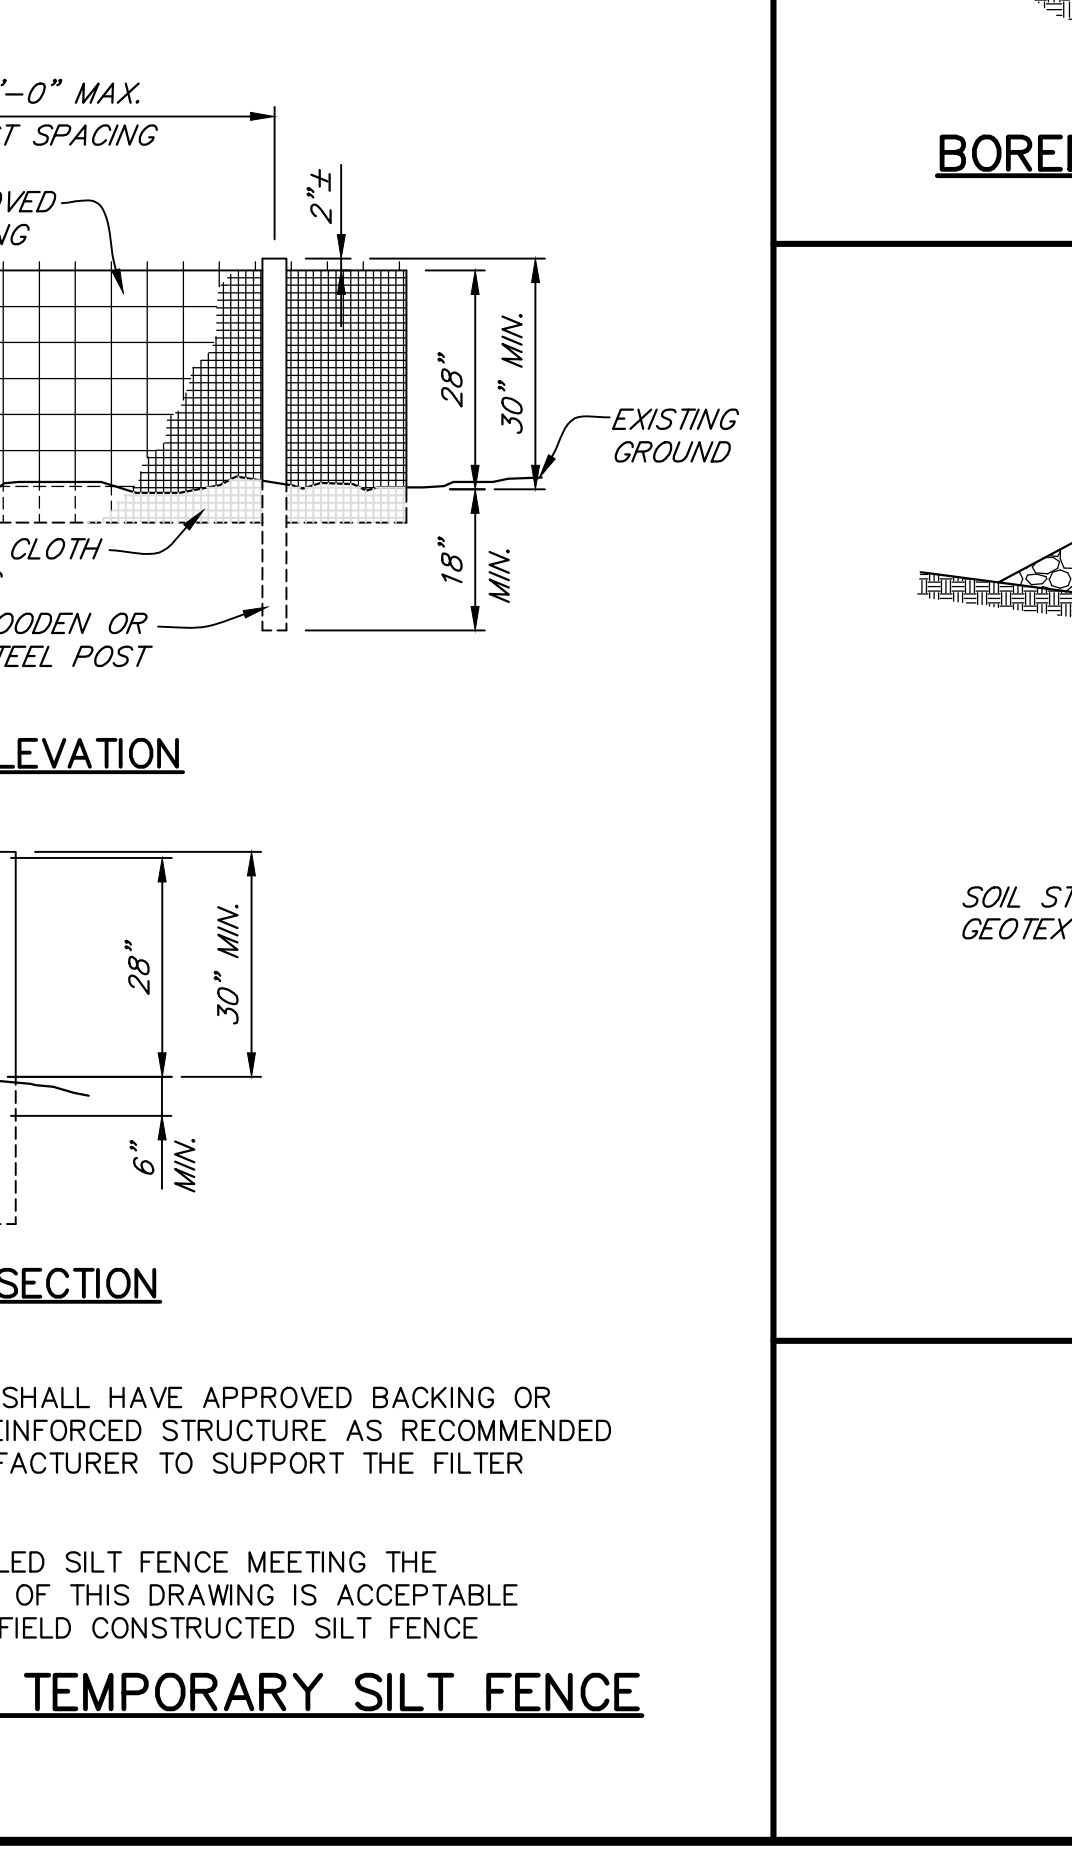 '-0" MAX.
T SPACING
OVED
NG
2"±
28"
30" MIN.
EXISTING
GROUND
CLOTH
18"
MIN.
OODEN OR
TEEL POST
LEVATION
28"
30" MIN.
6"
MIN.
SECTION
SHALL HAVE APPROVED BACKING OR
EINFORCED STRUCTURE AS RECOMMENDED
FACTURER TO SUPPORT THE FILTER
LED SILT FENCE MEETING THE
OF THIS DRAWING IS ACCEPTABLE
FIELD CONSTRUCTED SILT FENCE
TEMPORARY SILT FENCE
BORE
SOIL ST
GEOTEX